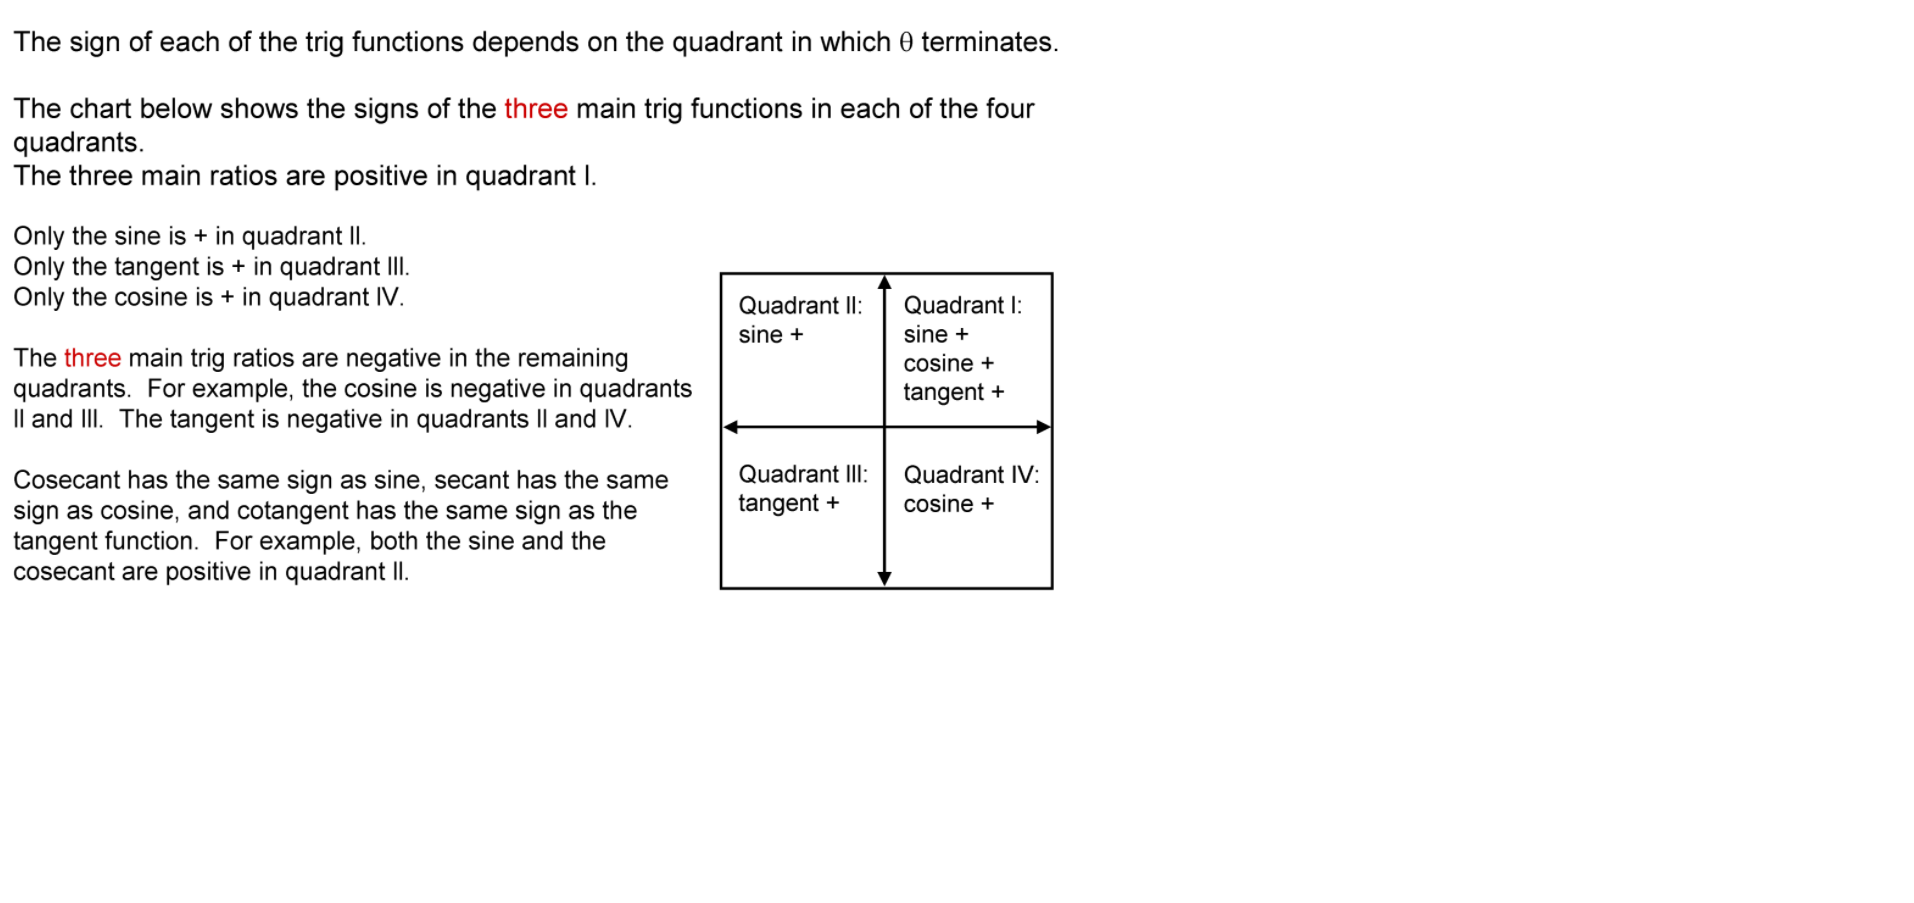 The sign of each of the trig functions depends on the quadrant in which θ terminates.
The chart below shows the signs of the three main trig functions in each of the four
quadrants.
The three main ratios are positive in quadrant I.
Only the sine is + in quadrant II.
Only the tangent is + in quadrant III.
Only the cosine is + in quadrant IV.
The three main trig ratios are negative in the remaining
quadrants.  For example, the cosine is negative in quadrants
II and III.  The tangent is negative in quadrants II and IV.
Cosecant has the same sign as sine, secant has the same
sign as cosine, and cotangent has the same sign as the
tangent function.  For example, both the sine and the
cosecant are positive in quadrant II.
Quadrant II:
sine +
Quadrant I:
sine +
cosine +
tangent +
Quadrant III:
tangent +
Quadrant IV:
cosine +